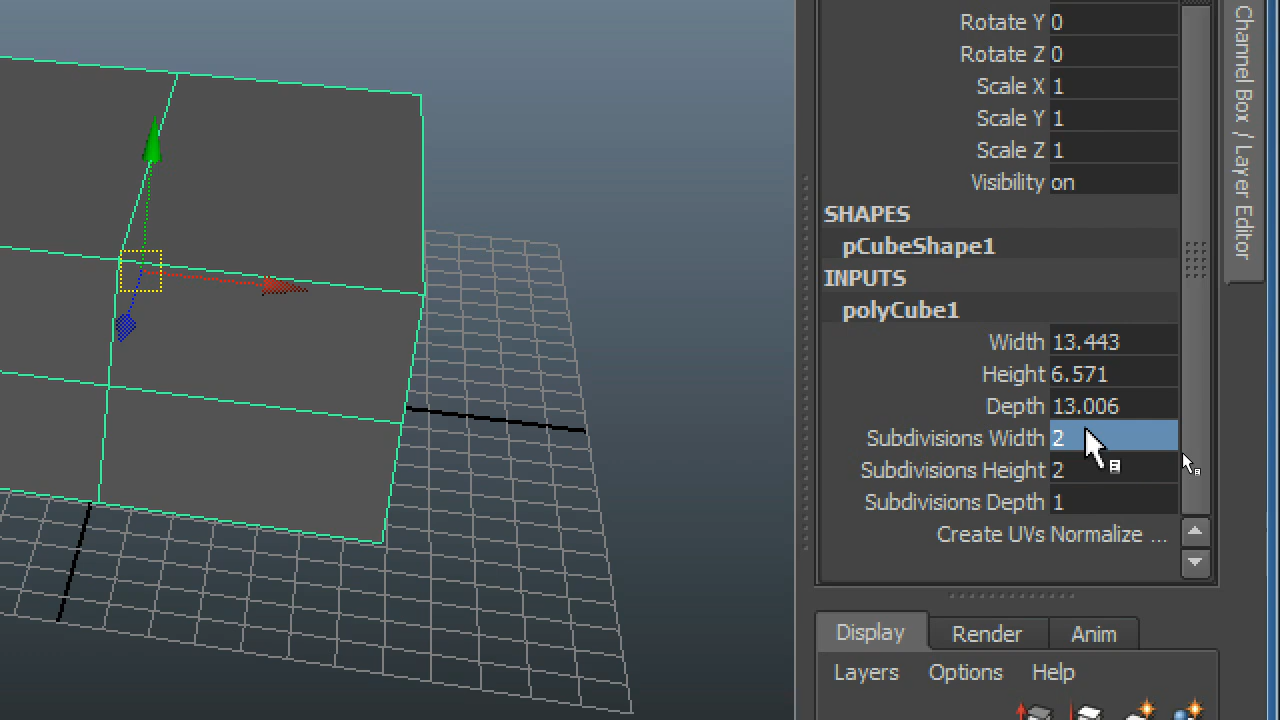 Rotate Y 0
Rotate Z 0
Scale X 1
Scale Y 1
Scale Z 1
Visibility on
SHAPES
pCubeShape1
INPUTS
polyCube1
Width 13.443
Height 6.571
Depth 13.006
Subdivisions Width 2
Subdivisions Height 2
Subdivisions Depth 1
Create UVs Normalize ...
Channel Box / Layer Editor
Display Render Anim
Layers Options Help